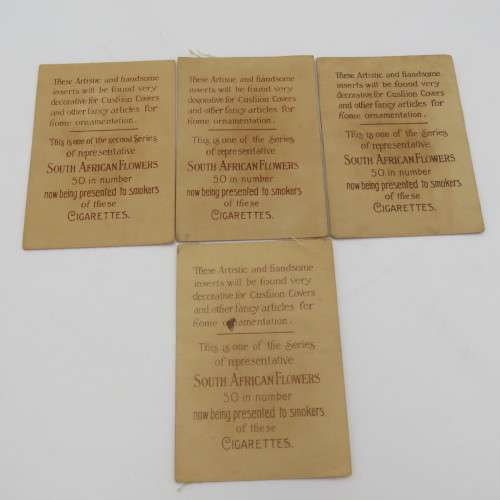 These Artistic and handsome
inserts will be found very
decorative for Cushion Covers
and other fancy articles for
home ornamentation.
This is one of the second Series
of representative
SOUTH AFRICAN FLOWERS
50 in number
now being presented to smokers
of these
CIGARETTES.
These Artistic and handsome
inserts will be found very
decorative for Cushion Covers
and other fancy articles for
home ornamentation.
This is one of the Series
of representative
SOUTH AFRICAN FLOWERS
50 in number
now being presented to smokers
of these
CIGARETTES.
These Artistic and handsome
inserts will be found very
decorative for Cushion Covers
and other fancy articles for
home ornamentation.
This is one of the Series
of representative
SOUTH AFRICAN FLOWERS
50 in number
now being presented to smokers
of these
CIGARETTES.
These Artistic and handsome
inserts will be found very
decorative for Cushion Covers
and other fancy articles for
home ornamentation.
This is one of the Series
of representative
SOUTH AFRICAN FLOWERS
50 in number
now being presented to smokers
of these
CIGARETTES.